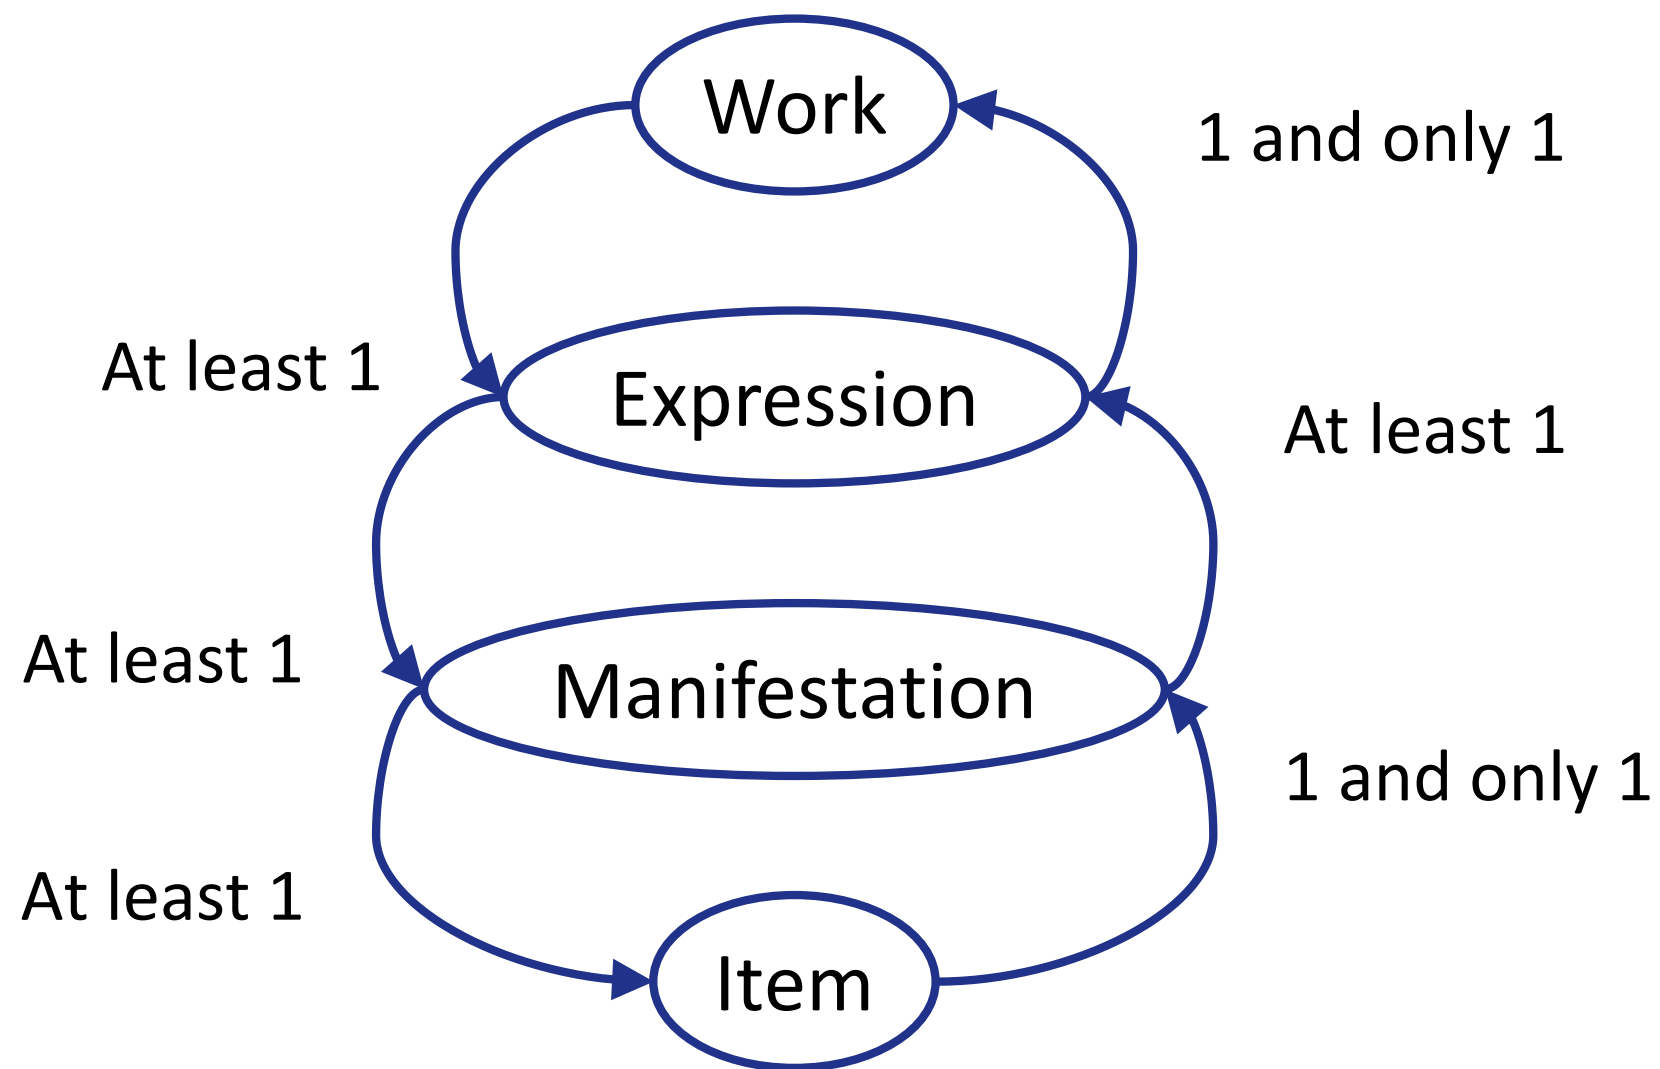 Work
1 and only 1
At least 1
Expression
At least 1
At least 1
Manifestation
1 and only 1
At least 1
Item